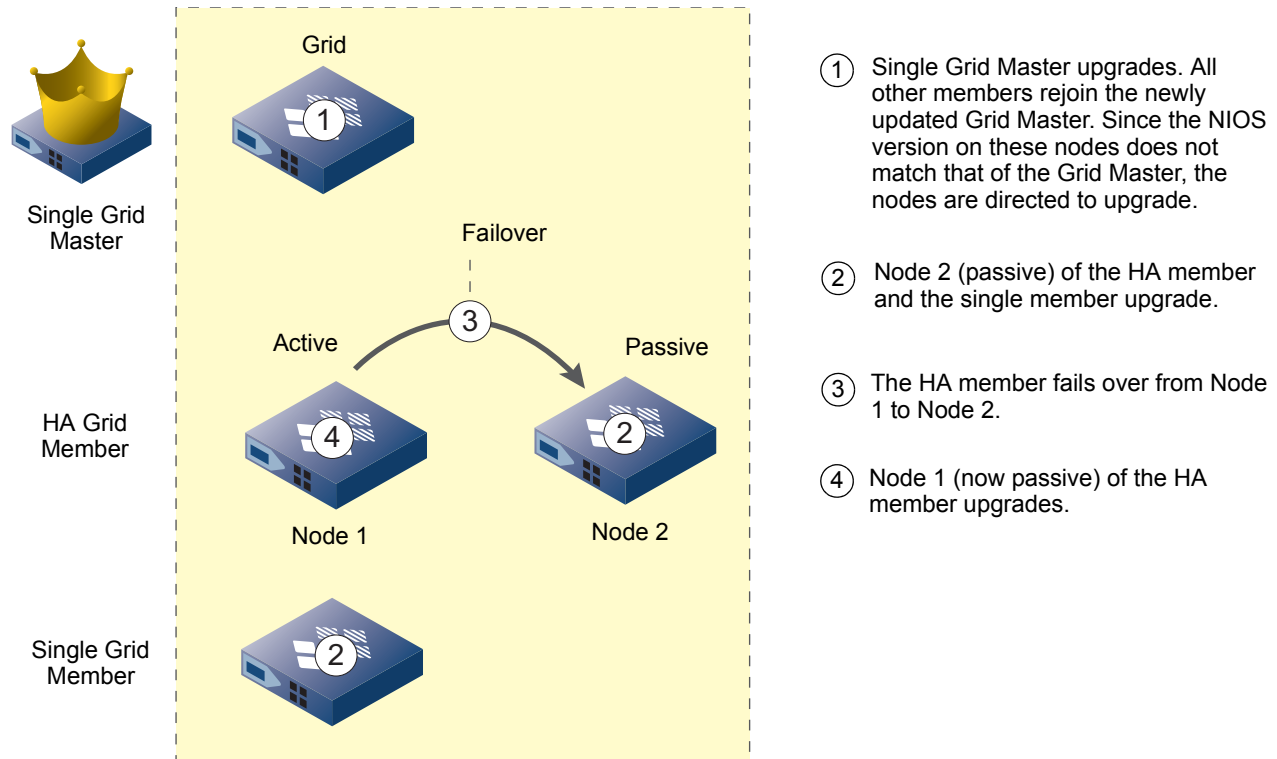 Grid
1
Single Grid
Master
Failover
3
Active
Passive
HA Grid
Member
4
2
Node 1
Node 2
Single Grid
Member
2
1 Single Grid Master upgrades. All
other members rejoin the newly
updated Grid Master. Since the NIOS
version on these nodes does not
match that of the Grid Master, the
nodes are directed to upgrade.
2 Node 2 (passive) of the HA member
and the single member upgrade.
3 The HA member fails over from Node
1 to Node 2.
4 Node 1 (now passive) of the HA
member upgrades.